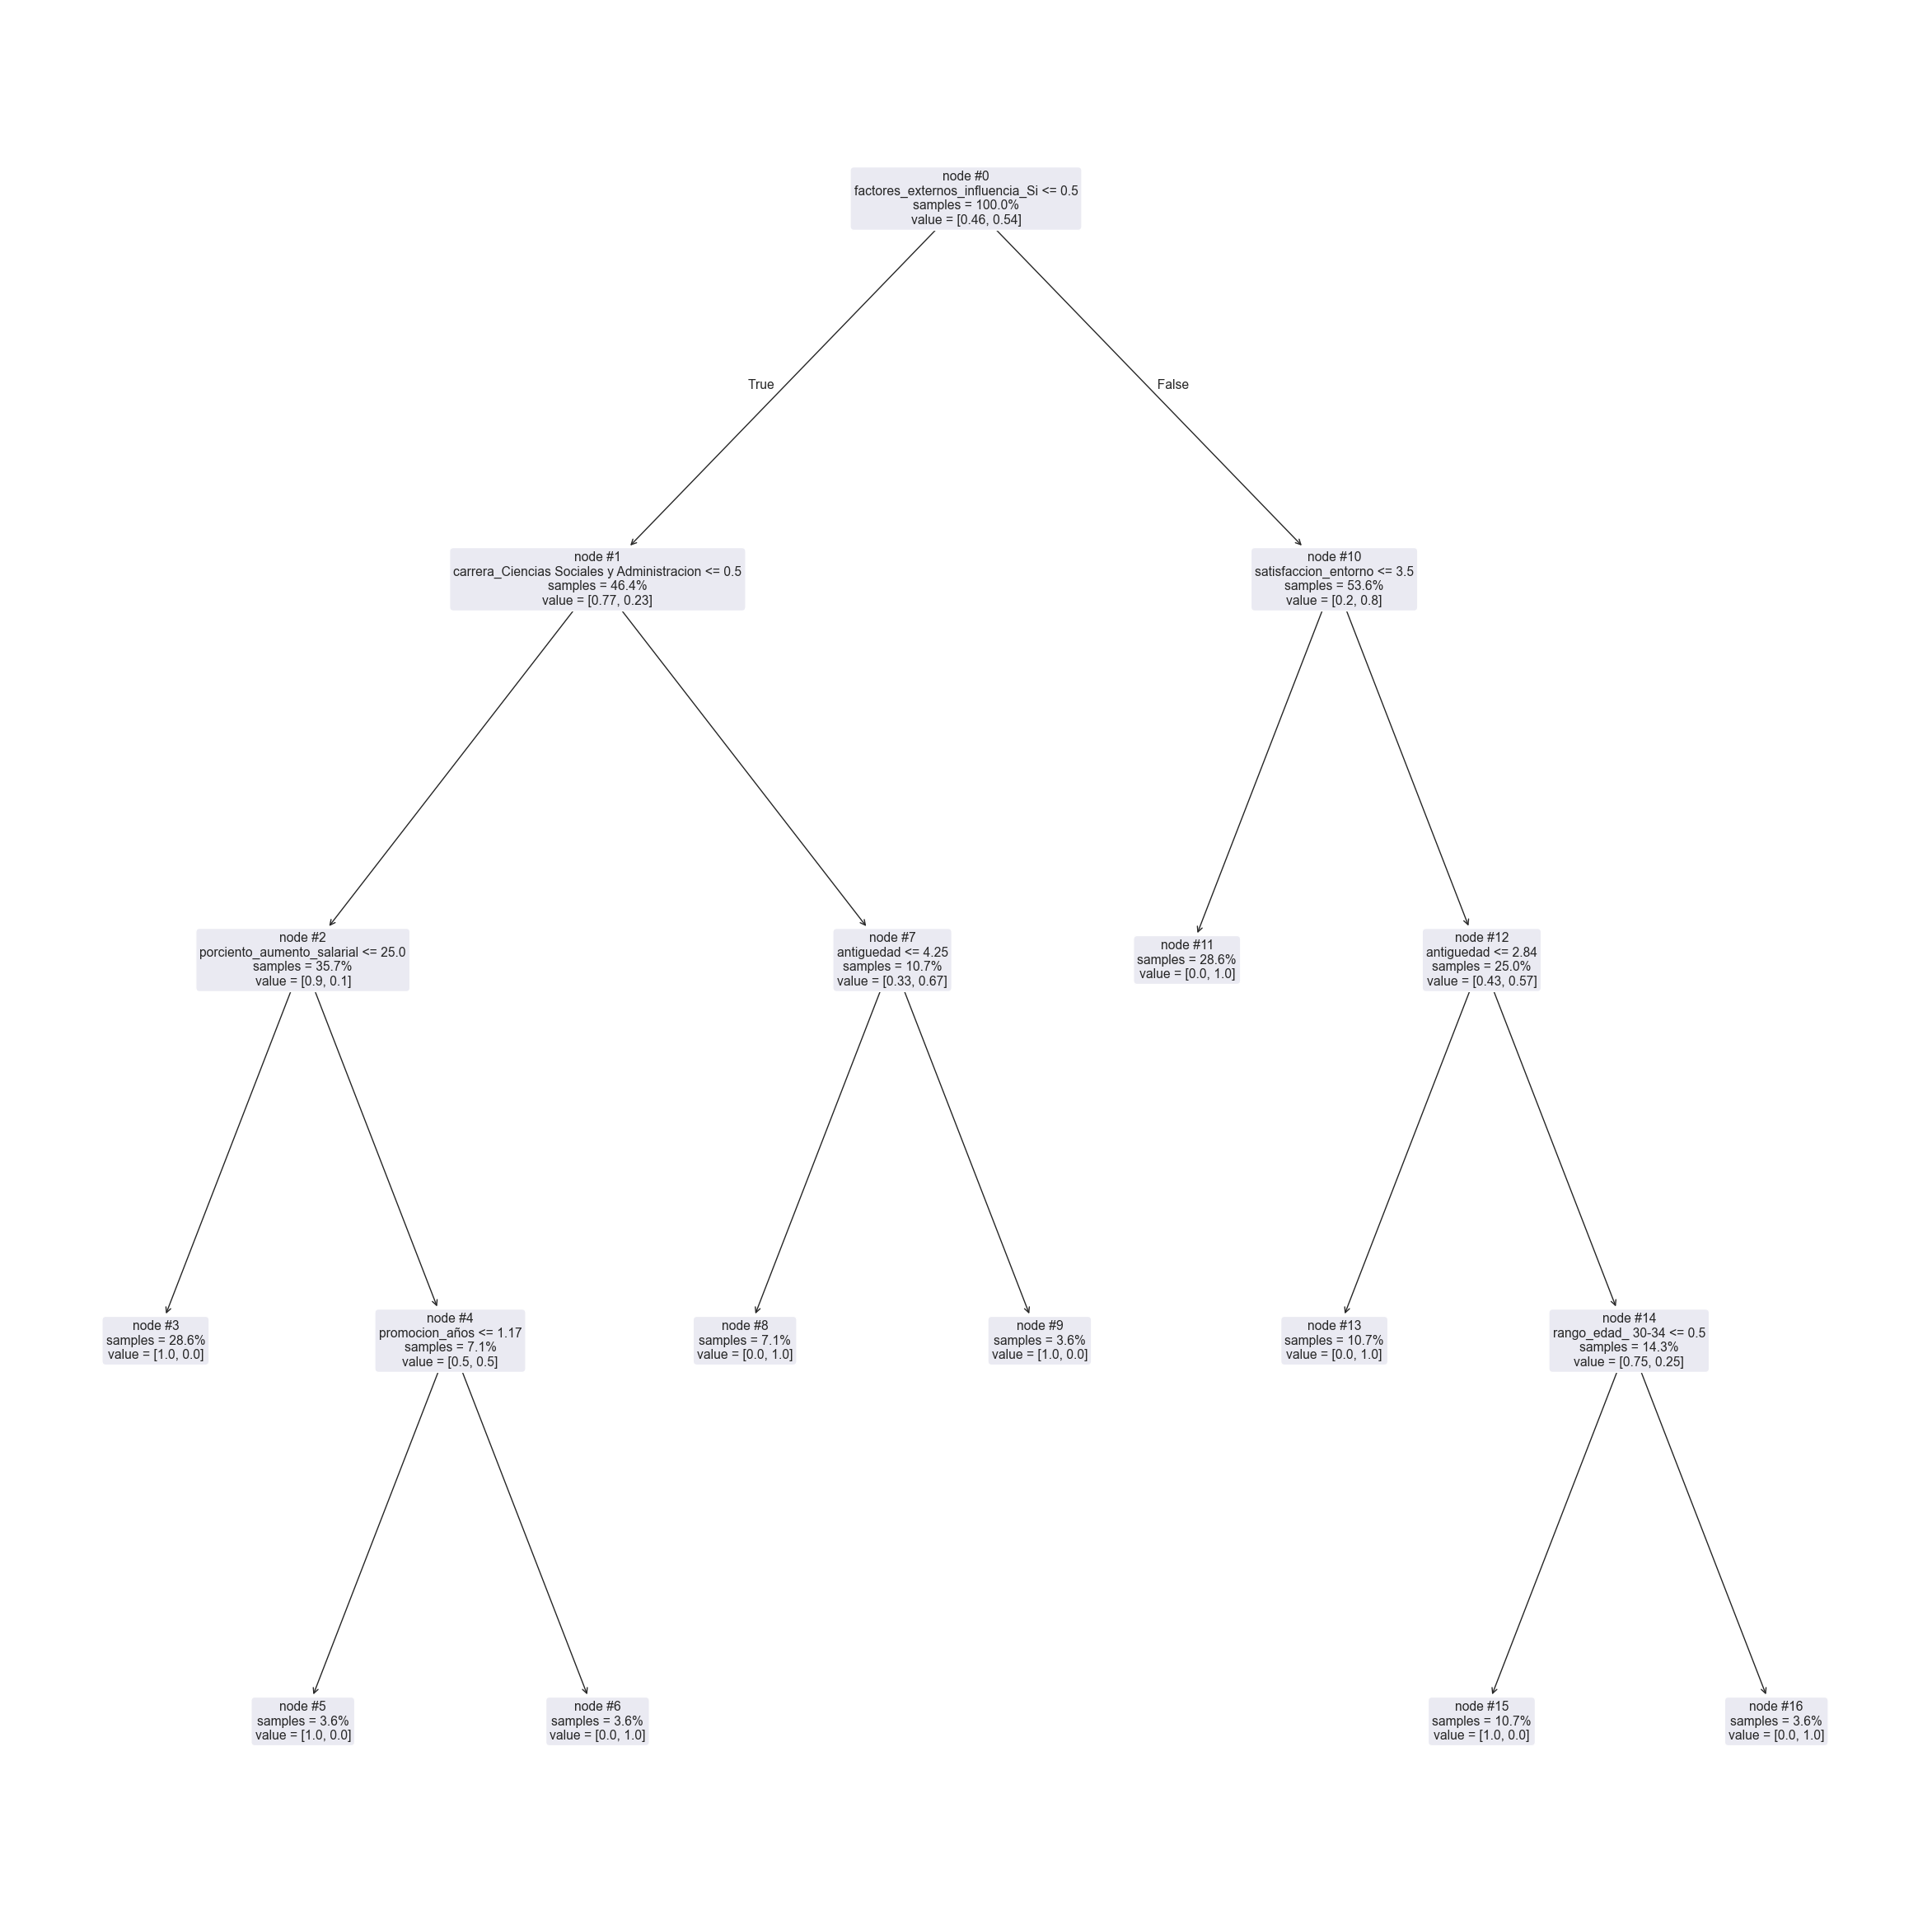 node #0
factores_externos_influencia_Si <= 0.5
samples = 100.0%
value = [0.46, 0.54]
True
False
node #1
carrera_Ciencias Sociales y Administracion <= 0.5
samples = 46.4%
value = [0.77, 0.23]
node #10
satisfaccion_entorno <= 3.5
samples = 53.6%
value = [0.2, 0.8]
node #2
porciento_aumento_salarial <= 25.0
samples = 35.7%
value = [0.9, 0.1]
node #7
antiguedad <= 4.25
samples = 10.7%
value = [0.33, 0.67]
node #11
samples = 28.6%
value = [0.0, 1.0]
node #12
antiguedad <= 2.84
samples = 25.0%
value = [0.43, 0.57]
node #3
samples = 28.6%
value = [1.0, 0.0]
node #4
promocion_años <= 1.17
samples = 7.1%
value = [0.5, 0.5]
node #8
samples = 7.1%
value = [0.0, 1.0]
node #9
samples = 3.6%
value = [1.0, 0.0]
node #13
samples = 10.7%
value = [0.0, 1.0]
node #14
rango_edad_ 30-34 <= 0.5
samples = 14.3%
value = [0.75, 0.25]
node #5
samples = 3.6%
value = [1.0, 0.0]
node #6
samples = 3.6%
value = [0.0, 1.0]
node #15
samples = 10.7%
value = [1.0, 0.0]
node #16
samples = 3.6%
value = [0.0, 1.0]